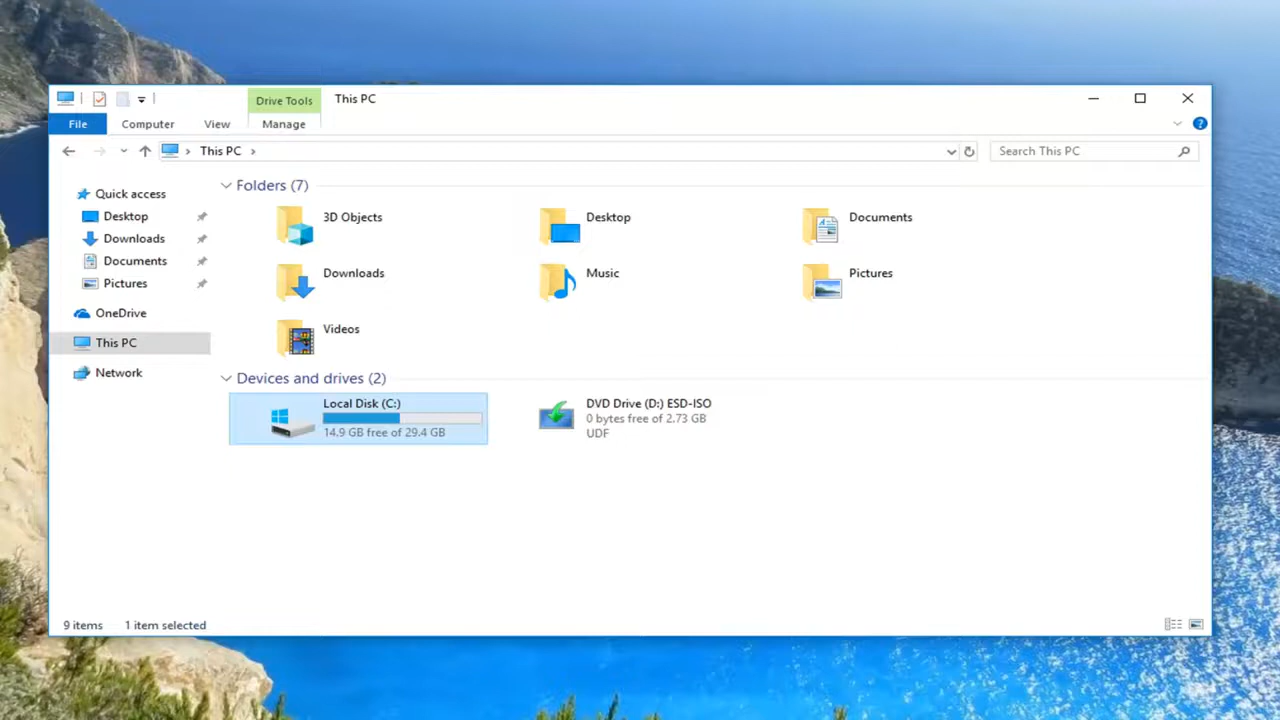 Drive Tools
This PC
File
Computer
View
Manage
This PC
Search This PC
Quick access
Desktop
Downloads
Documents
Pictures
OneDrive
This PC
Network
Folders (7)
3D Objects
Desktop
Documents
Downloads
Music
Pictures
Videos
Devices and drives (2)
Local Disk (C:)
14.9 GB free of 29.4 GB
DVD Drive (D:) ESD-ISO
0 bytes free of 2.73 GB
UDF
9 items
1 item selected